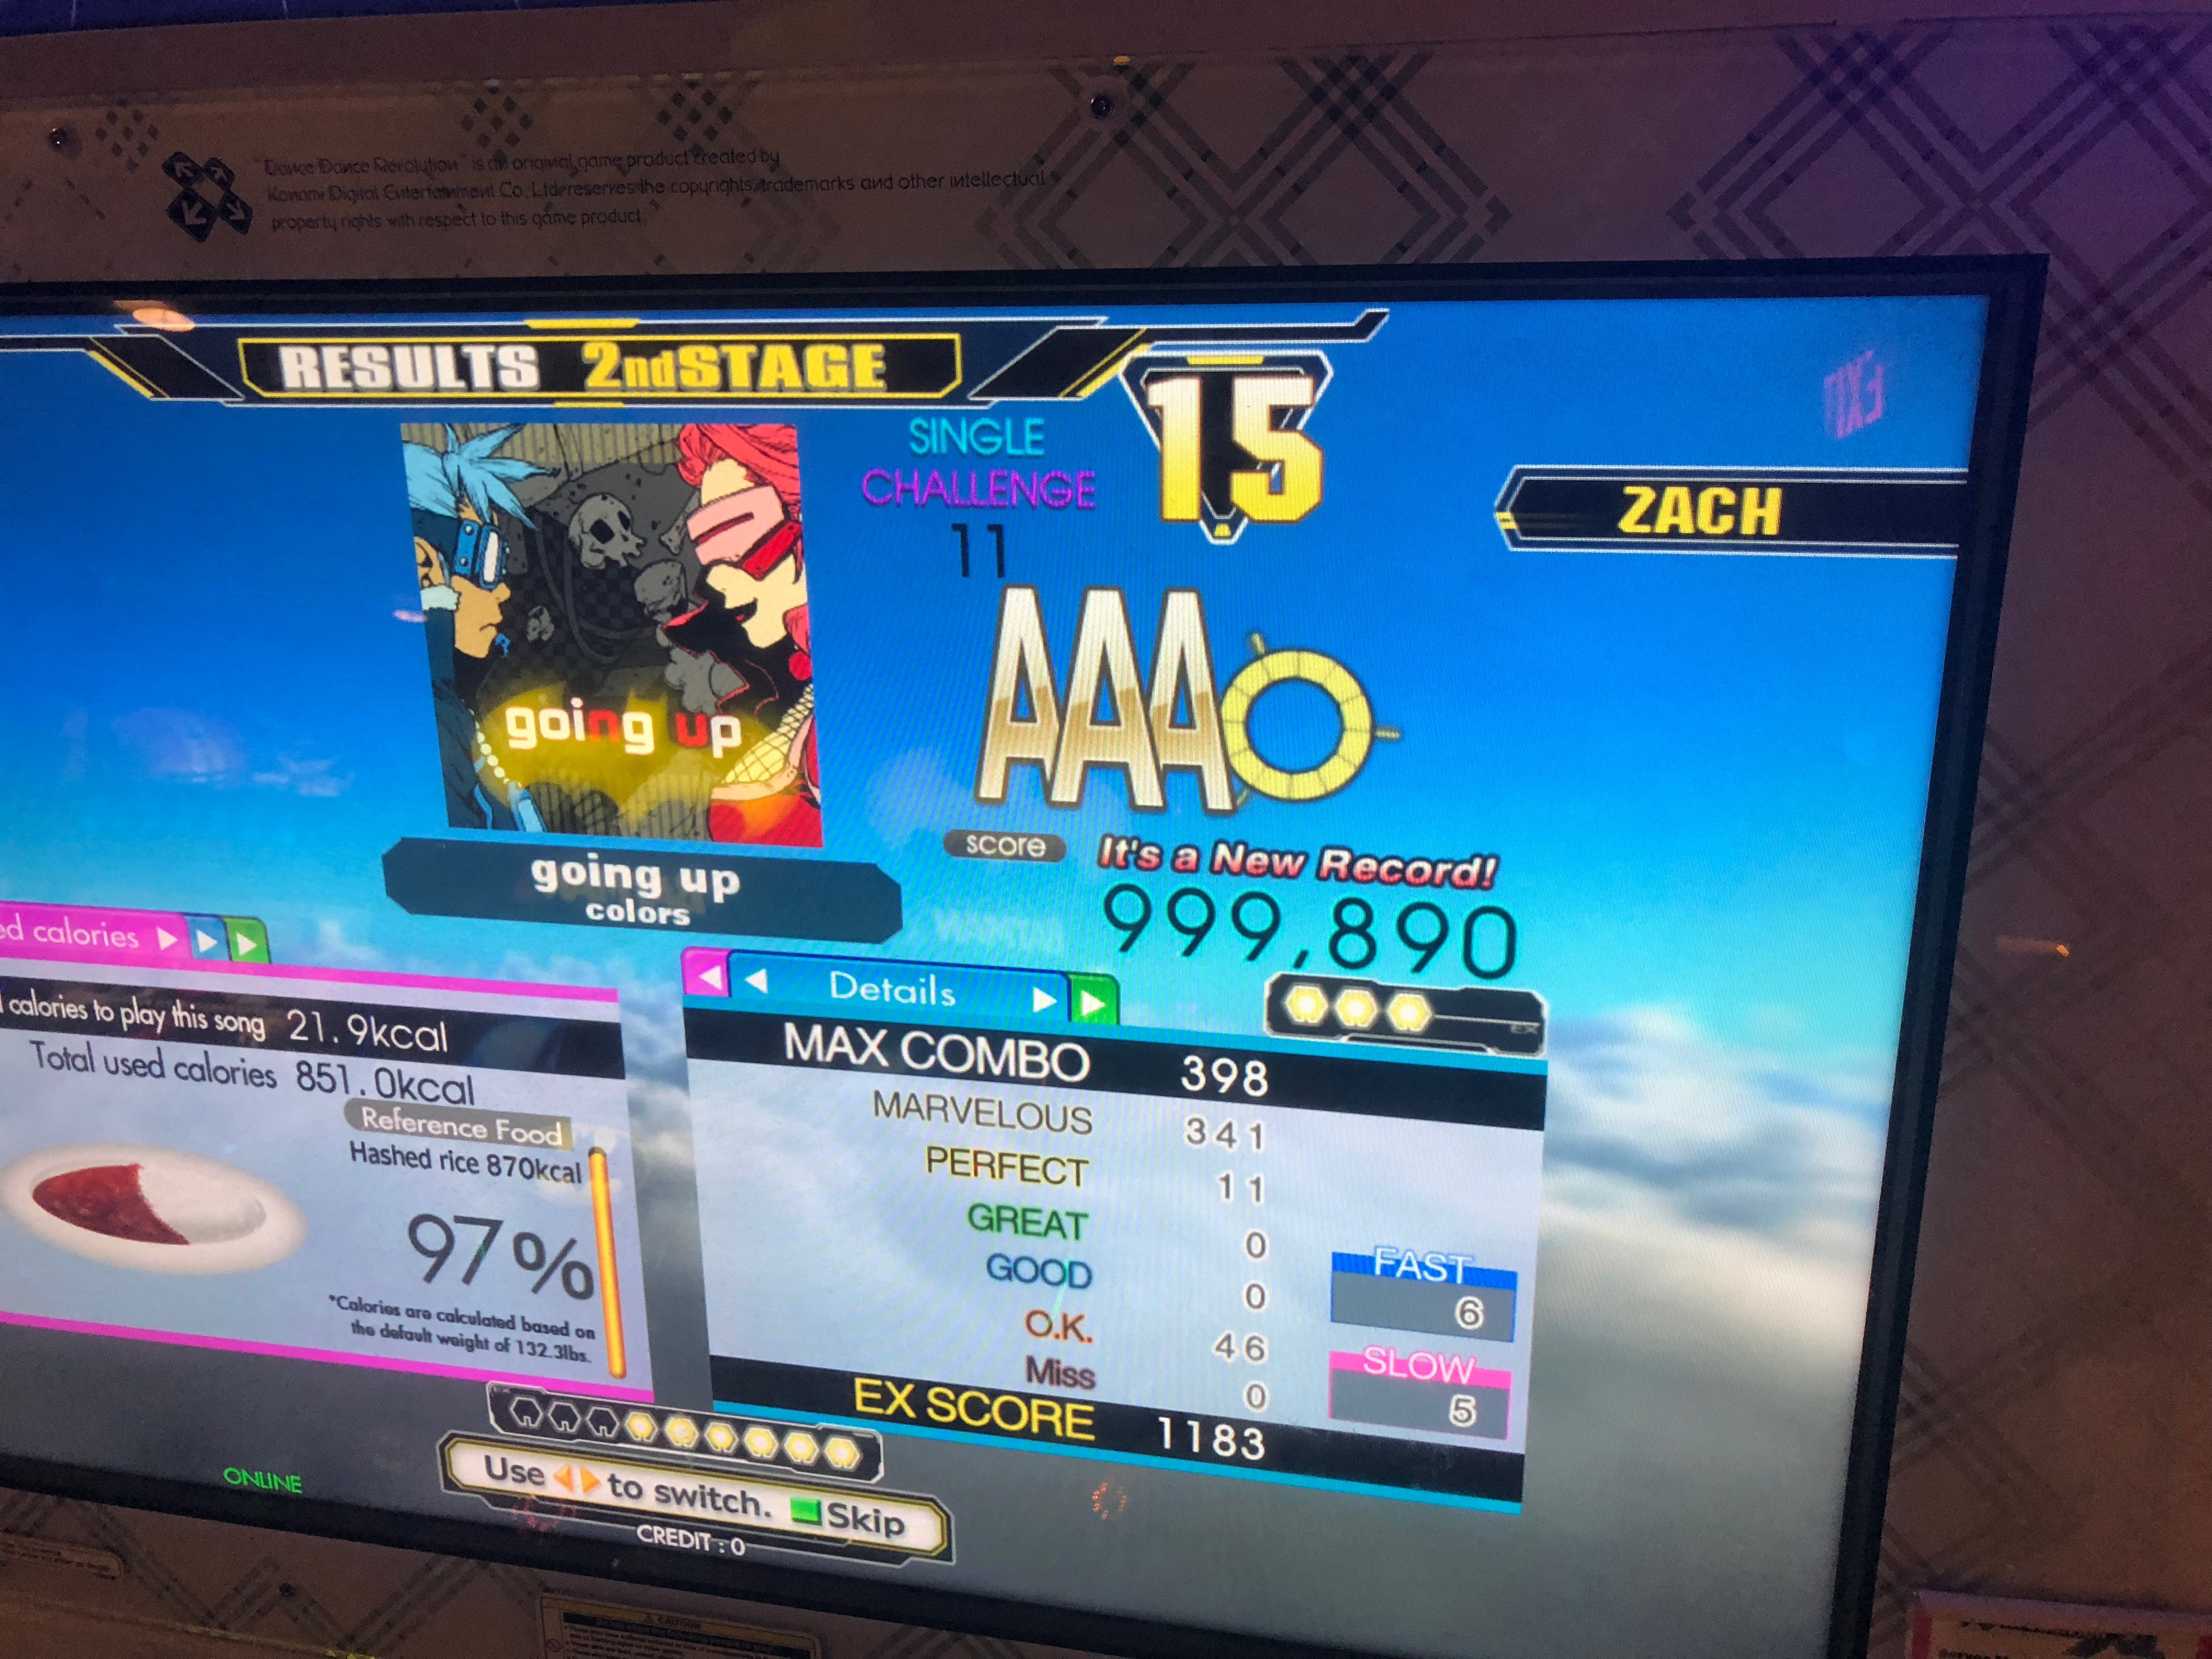 "Dance Dance Revolution" is an original game product created by
Konami Digital Entertainment Co., Ltd. reserves the copyrights, trademarks and other intellectual
property rights with respect to this game product
RESULTS 2ndSTAGE
EXIT
SINGLE
CHALLENGE
15
11
ZACH
AAA
going up
score
It's a New Record!
999,890
going up
colors
ed calories
calories to play this song 21.9kcal
Total used calories 851.0kcal
Reference Food
Hashed rice 870kcal
97%
*Calories are calculated based on
the default weight of 132.3lbs.
Details
EX
MAX COMBO 398
MARVELOUS 341
PERFECT 11
GREAT 0
GOOD 0
O.K. 46
Miss 0
EX SCORE 1183
FAST
6
SLOW
5
EX
Use to switch. Skip
ONLINE
CREDIT : 0
CAUTION